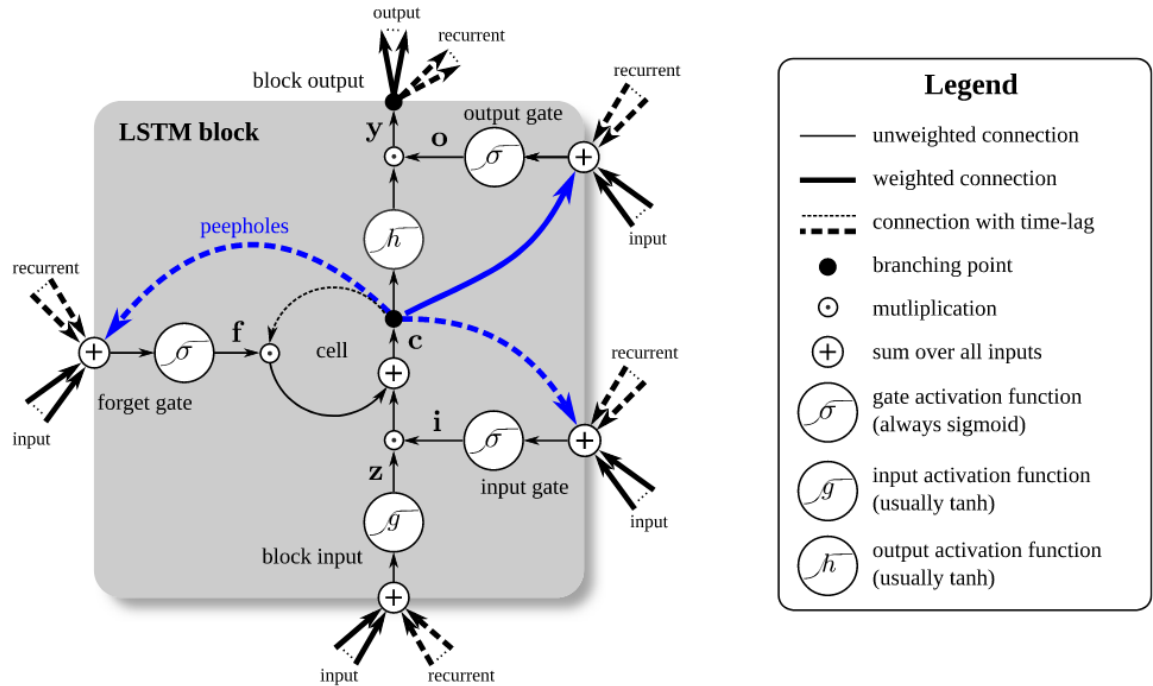 output
recurrent
block output
recurrent
LSTM block
output gate
y
o
σ
+
input
h
peepholes
recurrent
c
cell
f
σ
+
+
recurrent
forget gate
input
i
σ
+
z
input gate
input
g
block input
+
input
recurrent
Legend
unweighted connection
weighted connection
connection with time-lag
branching point
mutliplication
+
sum over all inputs
σ
gate activation function
(always sigmoid)
g
input activation function
(usually tanh)
h
output activation function
(usually tanh)